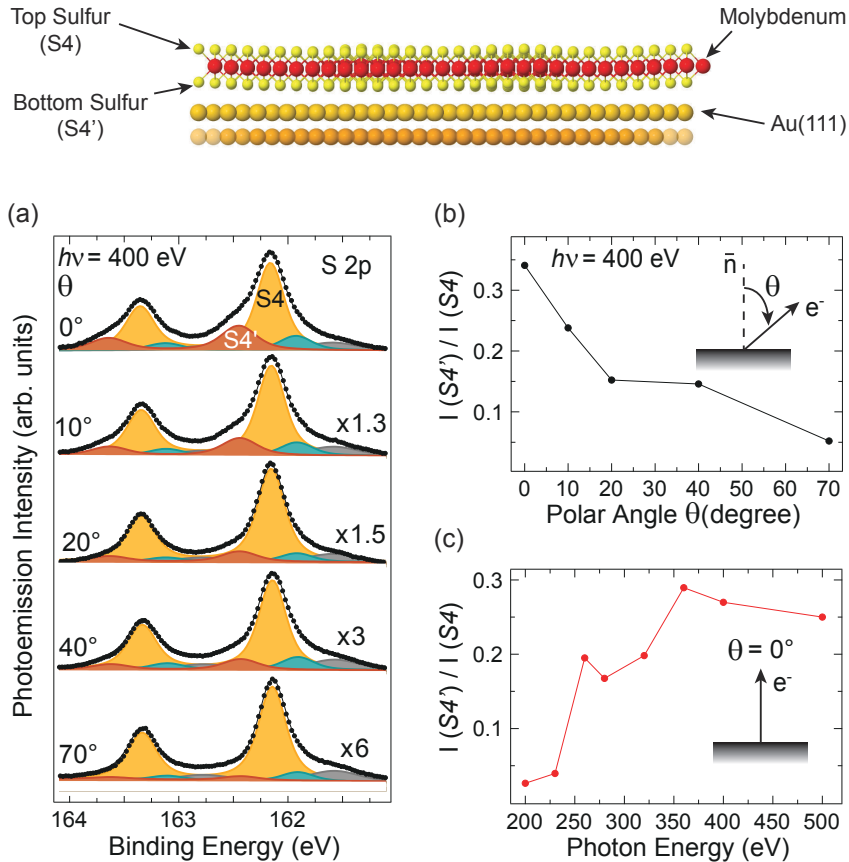 Top Sulfur
(S4)
Molybdenum
Bottom Sulfur
(S4')
Au(111)
(a)
hν = 400 eV
S 2p
θ
0°
S4
S4'
10°
x1.3
20°
x1.5
40°
x3
70°
x6
164
163
162
Binding Energy (eV)
Photoemission Intensity (arb. units)
(b)
hν = 400 eV
n̄
θ
e-
0.3
0.2
0.1
I (S4') / I (S4)
0
10
20
30
40
50
60
70
Polar Angle θ(degree)
(c)
0.3
0.2
0.1
I (S4') / I (S4)
θ = 0°
e-
200
250
300
350
400
450
500
Photon Energy (eV)